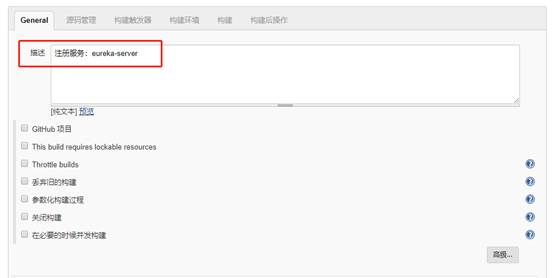 General 源码管理 构建触发器 构建环境 构建 构建后操作
描述 注册服务：eureka-server
[纯文本] 预览
GitHub 项目
This build requires lockable resources
Throttle builds
丢弃旧的构建
参数化构建过程
关闭构建
在必要的时候并发构建
高级...